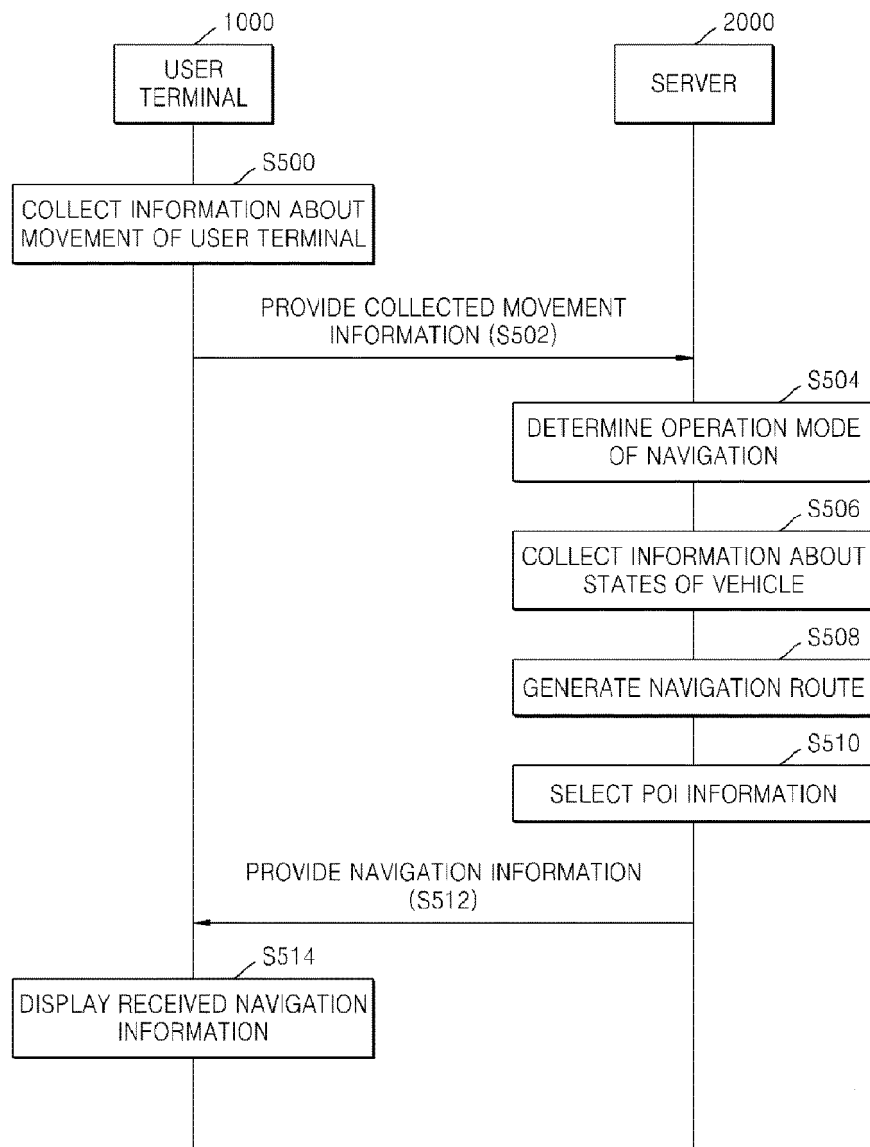 1000
2000
USER
TERMINAL
SERVER
S500
COLLECT INFORMATION ABOUT
MOVEMENT OF USER TERMINAL
PROVIDE COLLECTED MOVEMENT
INFORMATION (S502)
S504
DETERMINE OPERATION MODE
OF NAVIGATION
S506
COLLECT INFORMATION ABOUT
STATES OF VEHICLE
S508
GENERATE NAVIGATION ROUTE
S510
SELECT POI INFORMATION
PROVIDE NAVIGATION INFORMATION
(S512)
S514
DISPLAY RECEIVED NAVIGATION
INFORMATION